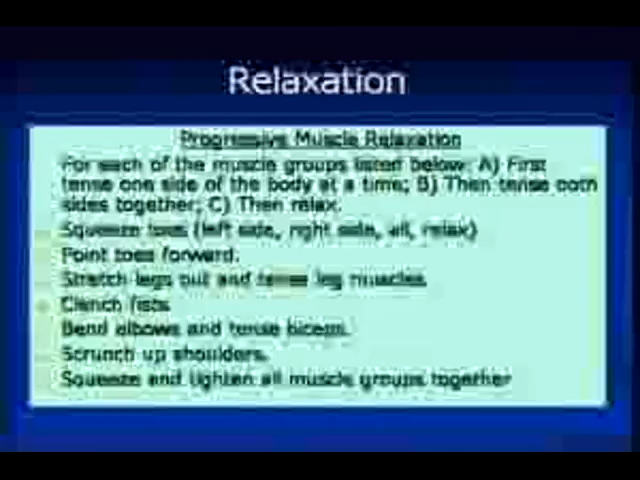 Relaxation
Progressive Muscle Relaxation
For each of the muscle groups listed below: A) First
tense one side of the body at a time; B) Then tense both
sides together; C) Then relax.
Squeeze toes (left side, right side, all, relax)
Point toes forward.
Stretch legs out and tense leg muscles.
Clench fists
Bend elbows and tense biceps.
Scrunch up shoulders.
Squeeze and tighten all muscle groups together